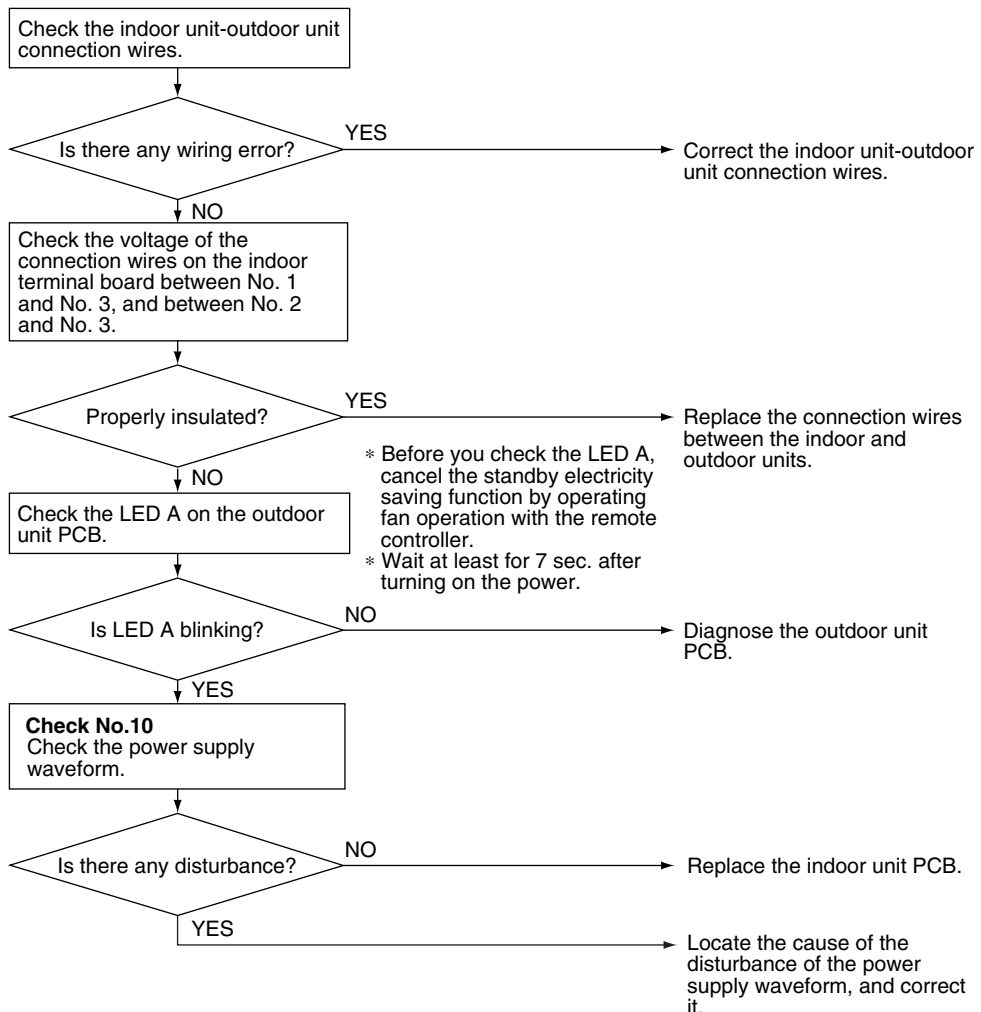 Check the indoor unit-outdoor unit
connection wires.
Is there any wiring error?
YES
Correct the indoor unit-outdoor
unit connection wires.
NO
Check the voltage of the
connection wires on the indoor
terminal board between No. 1
and No. 3, and between No. 2
and No. 3.
Properly insulated?
YES
Replace the connection wires
between the indoor and
outdoor units.
NO
* Before you check the LED A,
cancel the standby electricity
saving function by operating
fan operation with the remote
controller.
* Wait at least for 7 sec. after
turning on the power.
Check the LED A on the outdoor
unit PCB.
Is LED A blinking?
NO
Diagnose the outdoor unit
PCB.
YES
Check No.10
Check the power supply
waveform.
Is there any disturbance?
NO
Replace the indoor unit PCB.
YES
Locate the cause of the
disturbance of the power
supply waveform, and correct
it.